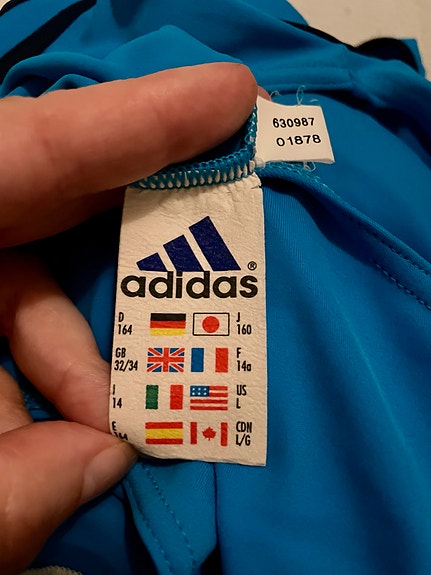 630987
01878
adidas®
D J
164 160
GB F
32/34 14a
I US
14 L
E CDN
L/G